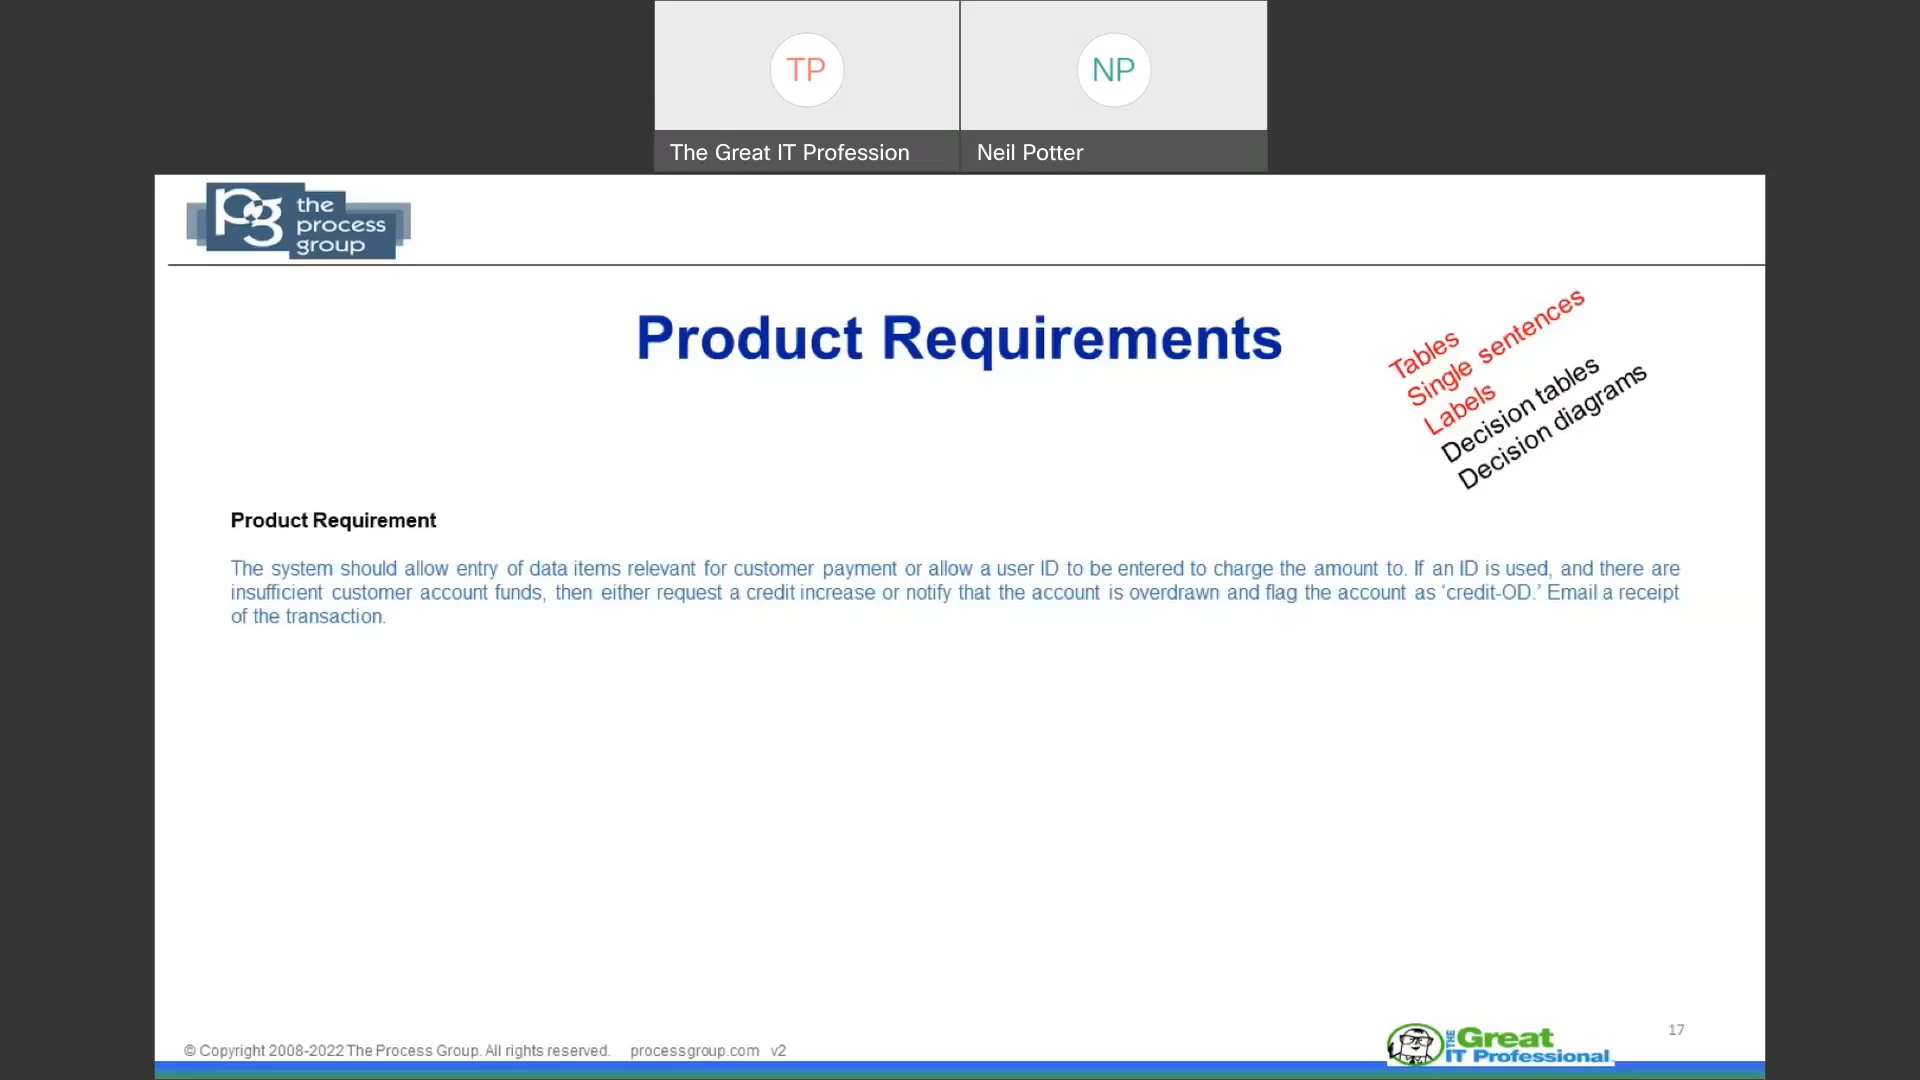 TP
NP
The Great IT Profession
Neil Potter
pg the
process
group
Product Requirements
Tables
Single sentences
Labels
Decision tables
Decision diagrams
Product Requirement
The system should allow entry of data items relevant for customer payment or allow a user ID to be entered to charge the amount to. If an ID is used, and there are
insufficient customer account funds, then either request a credit increase or notify that the account is overdrawn and flag the account as ‘credit-OD.’ Email a receipt
of the transaction.
© Copyright 2008-2022 The Process Group. All rights reserved. processgroup.com v2
THE Great
IT Professional
17